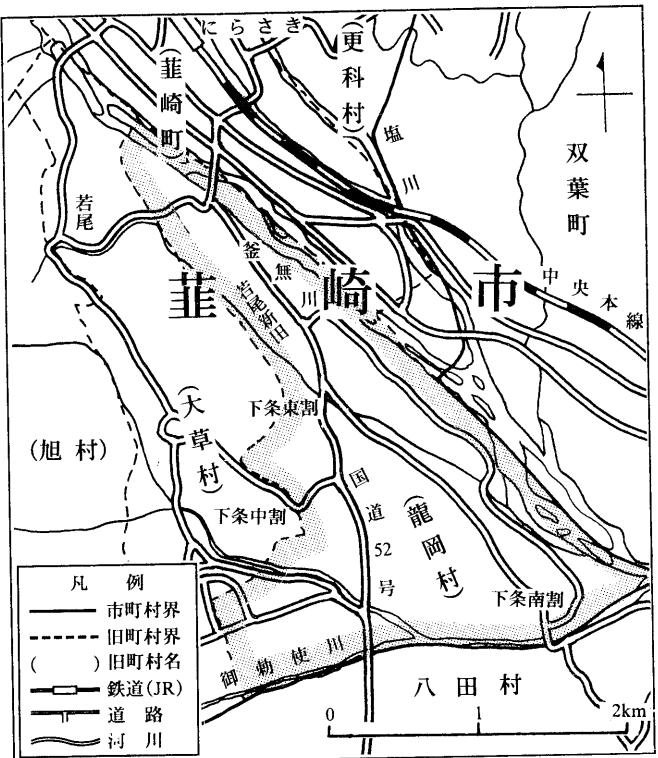 にらさき
(韮崎町)
(更科村)
塩川
双葉町
若尾
釜無川
韮崎市
中央本線
若尾新田
(大草村)
下条東割
(旭村)
下条中割
国道52号
(龍岡村)
下条南割
御勅使川
八田村
凡例
市町村界
旧町村界
( ) 旧町村名
鉄道(JR)
道路
河川
0 1 2km